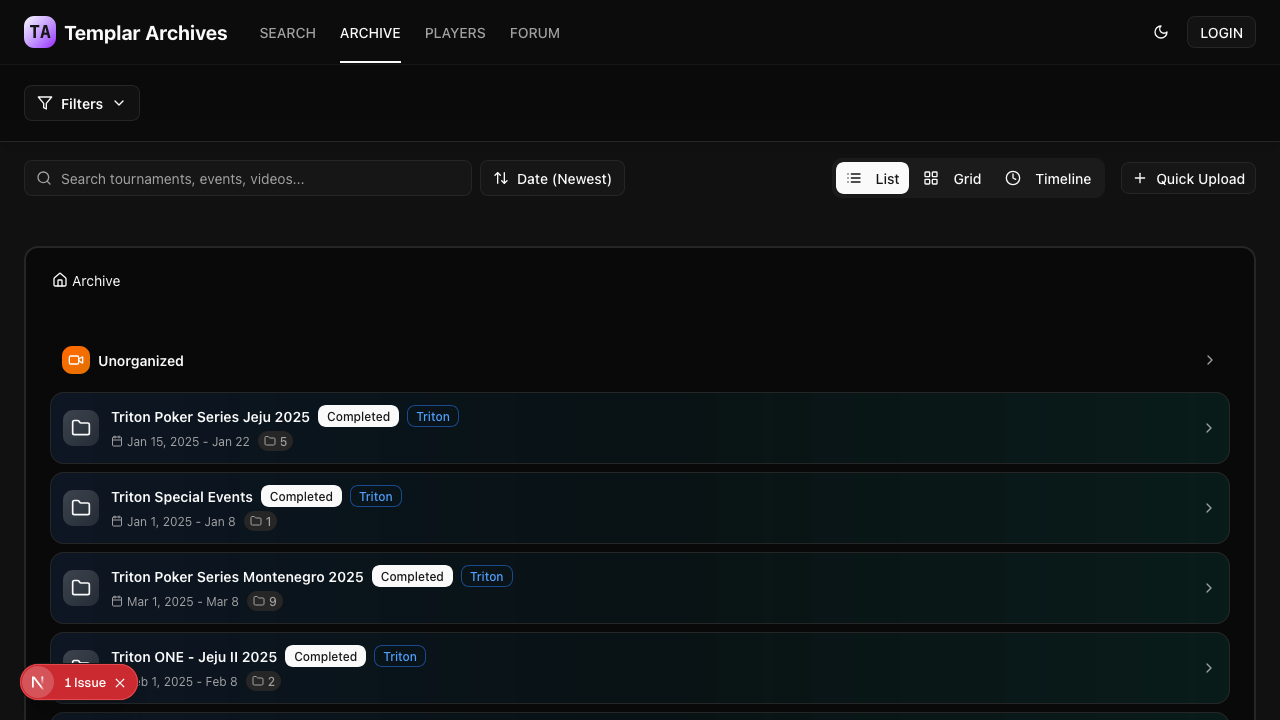 TA Templar Archives SEARCH ARCHIVE PLAYERS FORUM LOGIN
Filters
Search tournaments, events, videos... Date (Newest) List Grid Timeline Quick Upload
Archive
Unorganized
Triton Poker Series Jeju 2025 Completed Triton
Jan 15, 2025 - Jan 22 5
Triton Special Events Completed Triton
Jan 1, 2025 - Jan 8 1
Triton Poker Series Montenegro 2025 Completed Triton
Mar 1, 2025 - Mar 8 9
Triton ONE - Jeju II 2025 Completed Triton
1, 2025 - Feb 8 2
N 1 Issue